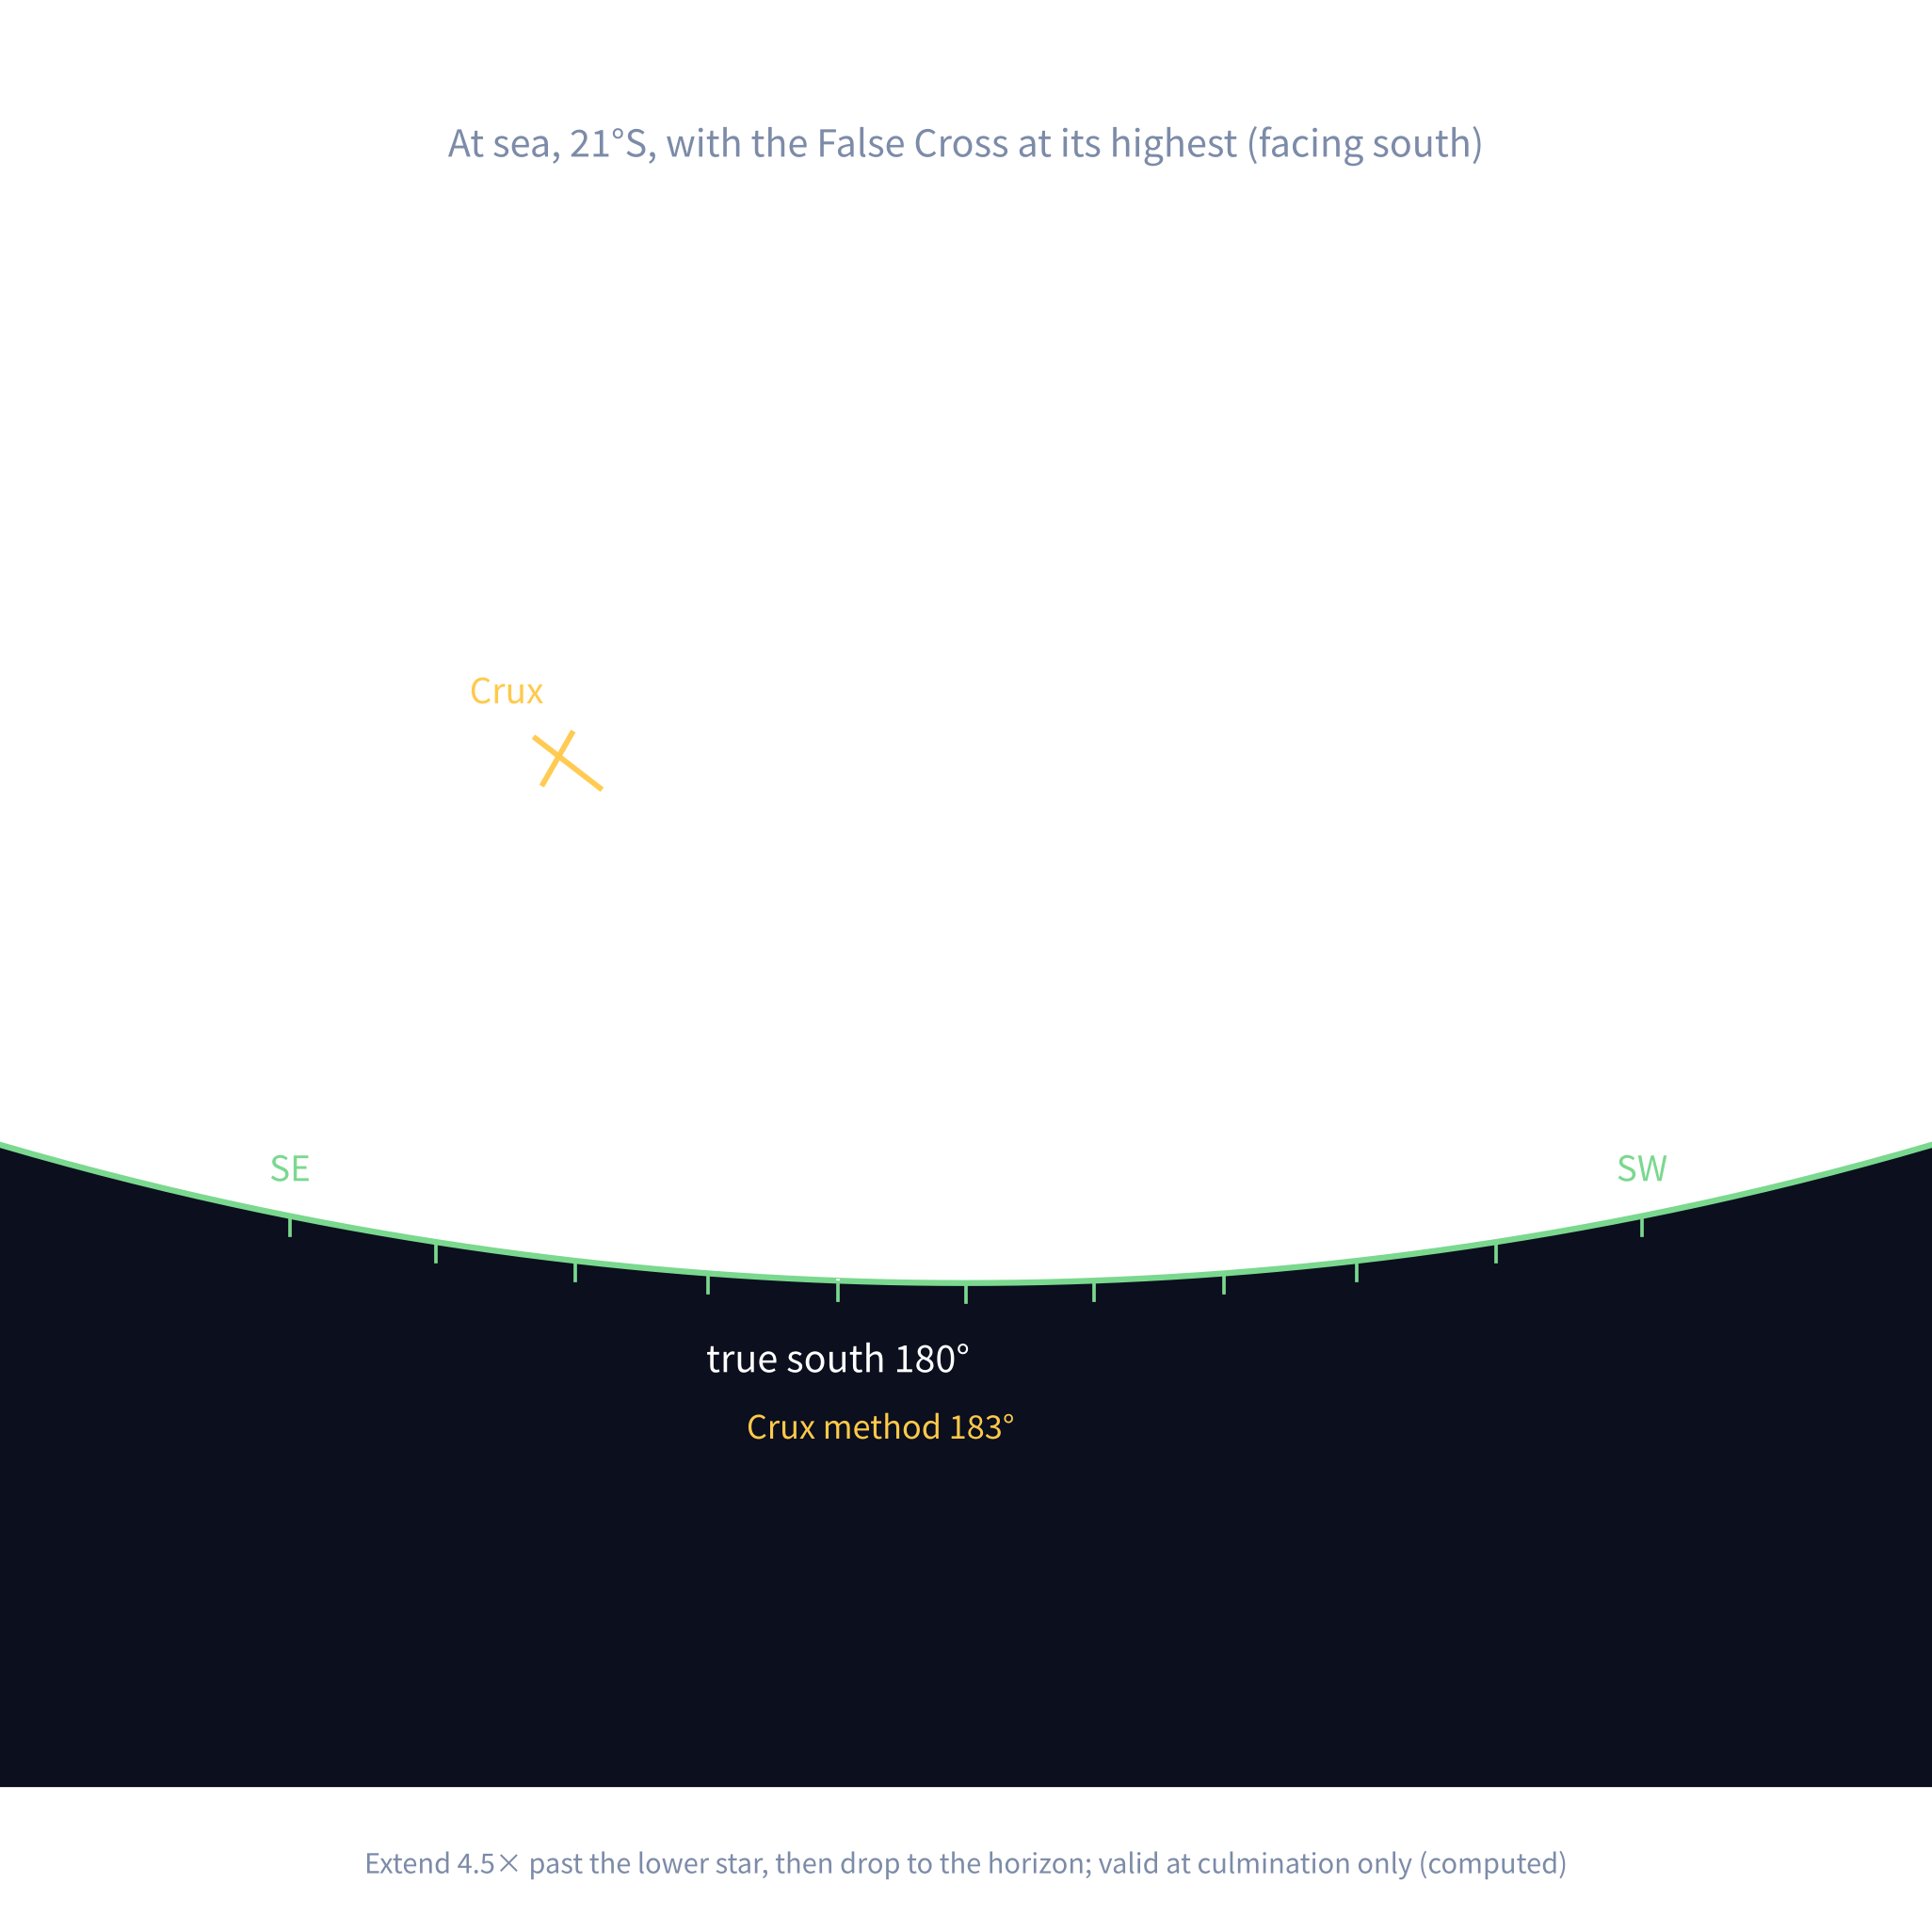 At sea, 21°S, with the False Cross at its highest (facing south)
Crux
SE
SW
true south 180°
Crux method 183°
Extend 4.5× past the lower star, then drop to the horizon; valid at culmination only (computed)